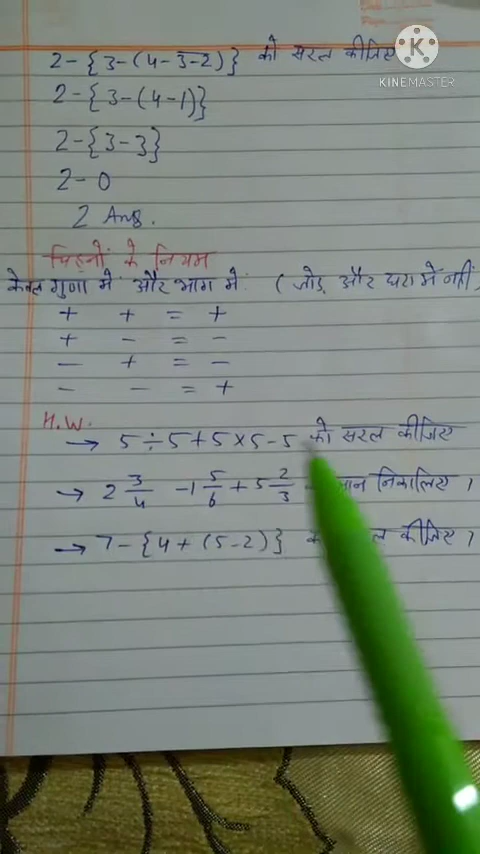 2-{3-(4-3̅-̅2̅)} को सरल कीजिए
KINEMASTER
2-{3-(4-1)}
2-{3-3}
2-0
2 Ans.
चिह्नों के नियम
केवल गुणा में और भाग में (जोड़ और घटा में नहीं)
+ + = +
+ - = -
- + = -
- - = +
H.W.
→ 5÷5+5×5-5 को सरल कीजिए
→ 2 3/4 -1 5/6 + 5 2/3 मान निकालिए।
→ 7-{4+(5-2)} कीजिए।